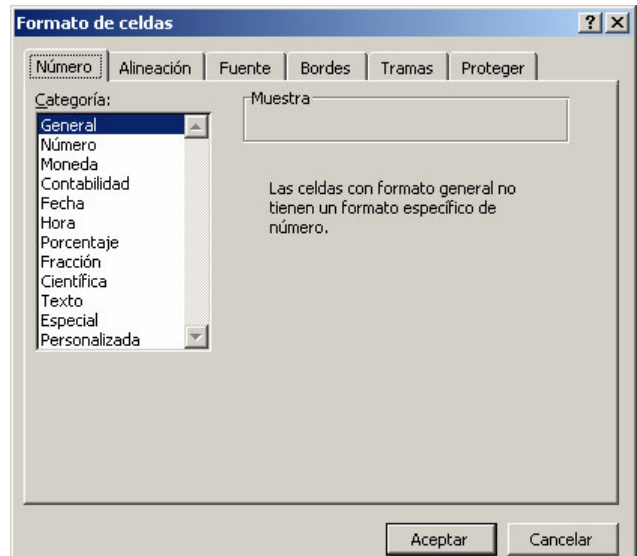 Formato de celdas
Número Alineación Fuente Bordes Tramas Proteger
Categoría:
General
Número
Moneda
Contabilidad
Fecha
Hora
Porcentaje
Fracción
Científica
Texto
Especial
Personalizada
Muestra
Las celdas con formato general no
tienen un formato específico de
número.
Aceptar Cancelar